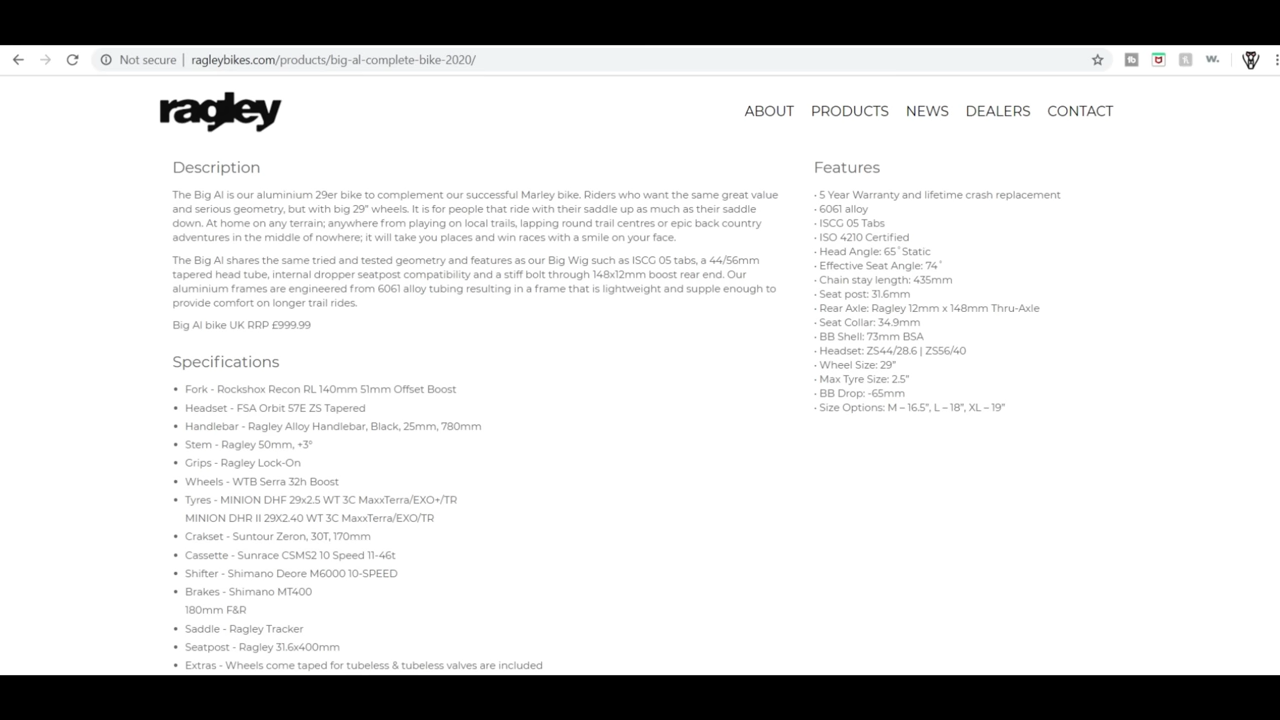 Not secure | ragleybikes.com/products/big-al-complete-bike-2020/
ragley
ABOUT PRODUCTS NEWS DEALERS CONTACT
Description
The Big Al is our aluminium 29er bike to complement our successful Marley bike. Riders who want the same great value
and serious geometry, but with big 29” wheels. It is for people that ride with their saddle up as much as their saddle
down. At home on any terrain; anywhere from playing on local trails, lapping round trail centres or epic back country
adventures in the middle of nowhere; it will take you places and win races with a smile on your face.
The Big Al shares the same tried and tested geometry and features as our Big Wig such as ISCG 05 tabs, a 44/56mm
tapered head tube, internal dropper seatpost compatibility and a stiff bolt through 148x12mm boost rear end. Our
aluminium frames are engineered from 6061 alloy tubing resulting in a frame that is lightweight and supple enough to
provide comfort on longer trail rides.
Big Al bike UK RRP £999.99
Specifications
• Fork - Rockshox Recon RL 140mm 51mm Offset Boost
• Headset - FSA Orbit 57E ZS Tapered
• Handlebar - Ragley Alloy Handlebar, Black, 25mm, 780mm
• Stem - Ragley 50mm, +3°
• Grips - Ragley Lock-On
• Wheels - WTB Serra 32h Boost
• Tyres - MINION DHF 29x2.5 WT 3C MaxxTerra/EXO+/TR
MINION DHR II 29X2.40 WT 3C MaxxTerra/EXO/TR
• Crakset - Suntour Zeron, 30T, 170mm
• Cassette - Sunrace CSMS2 10 Speed 11-46t
• Shifter - Shimano Deore M6000 10-SPEED
• Brakes - Shimano MT400
180mm F&R
• Saddle - Ragley Tracker
• Seatpost - Ragley 31.6x400mm
• Extras - Wheels come taped for tubeless & tubeless valves are included
Features
• 5 Year Warranty and lifetime crash replacement
• 6061 alloy
• ISCG 05 Tabs
• ISO 4210 Certified
• Head Angle: 65˚Static
• Effective Seat Angle: 74˚
• Chain stay length: 435mm
• Seat post: 31.6mm
• Rear Axle: Ragley 12mm x 148mm Thru-Axle
• Seat Collar: 34.9mm
• BB Shell: 73mm BSA
• Headset: ZS44/28.6 | ZS56/40
• Wheel Size: 29”
• Max Tyre Size: 2.5”
• BB Drop: -65mm
• Size Options: M – 16.5”, L – 18”, XL – 19”